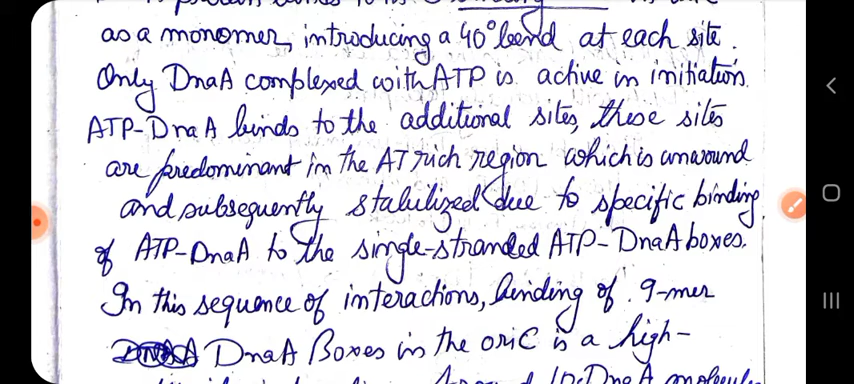 as a monomer, introducing a 40° bend at each site.
Only DnaA complexed with ATP is active in initiation.
ATP-DnaA binds to the additional sites, these sites
are predominant in the AT rich region which is unwound
and subsequently stabilized due to specific binding
of ATP-DnaA to the single-stranded ATP-DnaA boxes.
In this sequence of interactions, binding of 9-mer
DnaA Boxes in the oriC is a high-
10 DnaA molecules